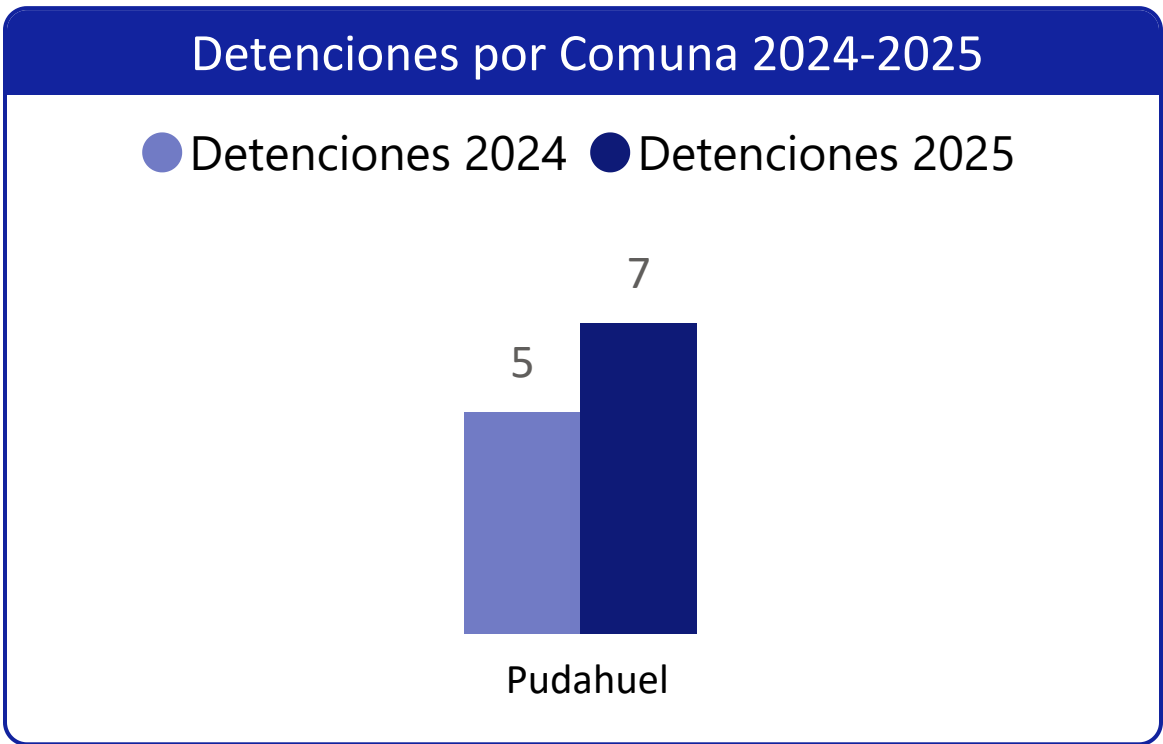 Detenciones por Comuna 2024-2025
Detenciones 2024 Detenciones 2025
7
5
Pudahuel